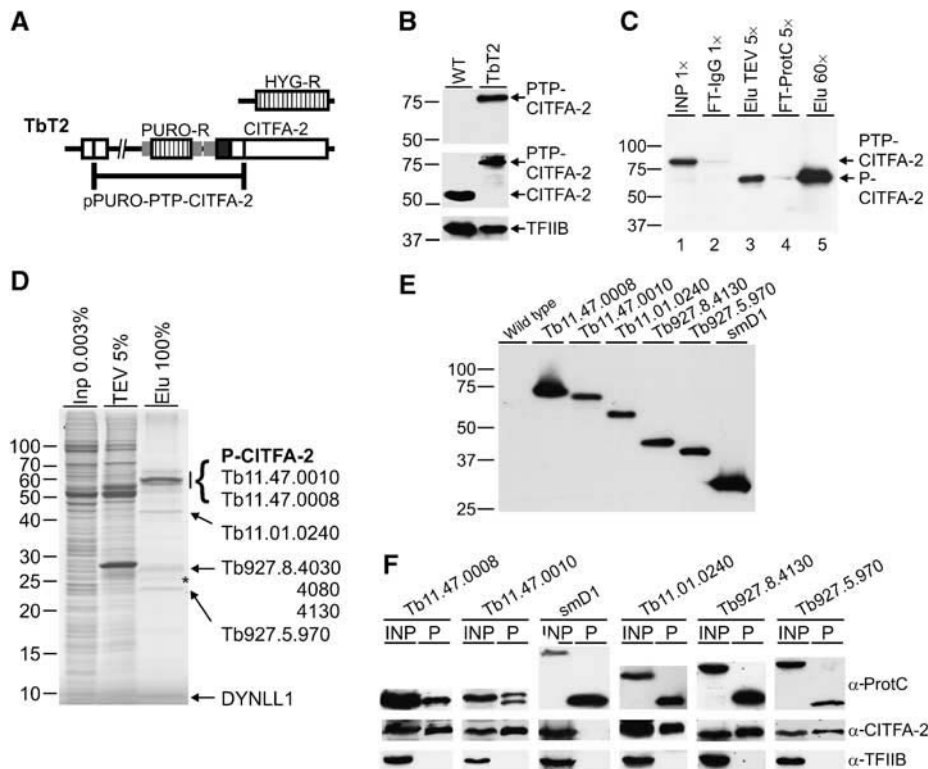 A
HYG-R
TbT2
PURO-R
CITFA-2
pPURO-PTP-CITFA-2
B
WT
TbT2
75
50
75
50
37
PTP-
CITFA-2
PTP-
CITFA-2
CITFA-2
TFIIB
C
INP 1×
FT-IgG 1×
Elu TEV 5×
FT-ProtC 5×
Elu 60×
100
75
50
37
PTP-
CITFA-2
P-
CITFA-2
1 2 3 4 5
D
Inp 0.003%
TEV 5%
Elu 100%
100
70
60
50
40
30
25
20
15
10
P-CITFA-2
Tb11.47.0010
Tb11.47.0008
Tb11.01.0240
Tb927.8.4030
*
4080
4130
Tb927.5.970
DYNLL1
E
Wild type
Tb11.47.0008
Tb11.47.0010
Tb11.01.0240
Tb927.8.4130
Tb927.5.970
smD1
100
75
50
37
25
F
Tb11.47.0008
Tb11.47.0010
smD1
Tb11.01.0240
Tb927.8.4130
Tb927.5.970
INP P INP P INP P INP P INP P INP P
α-ProtC
α-CITFA-2
α-TFIIB